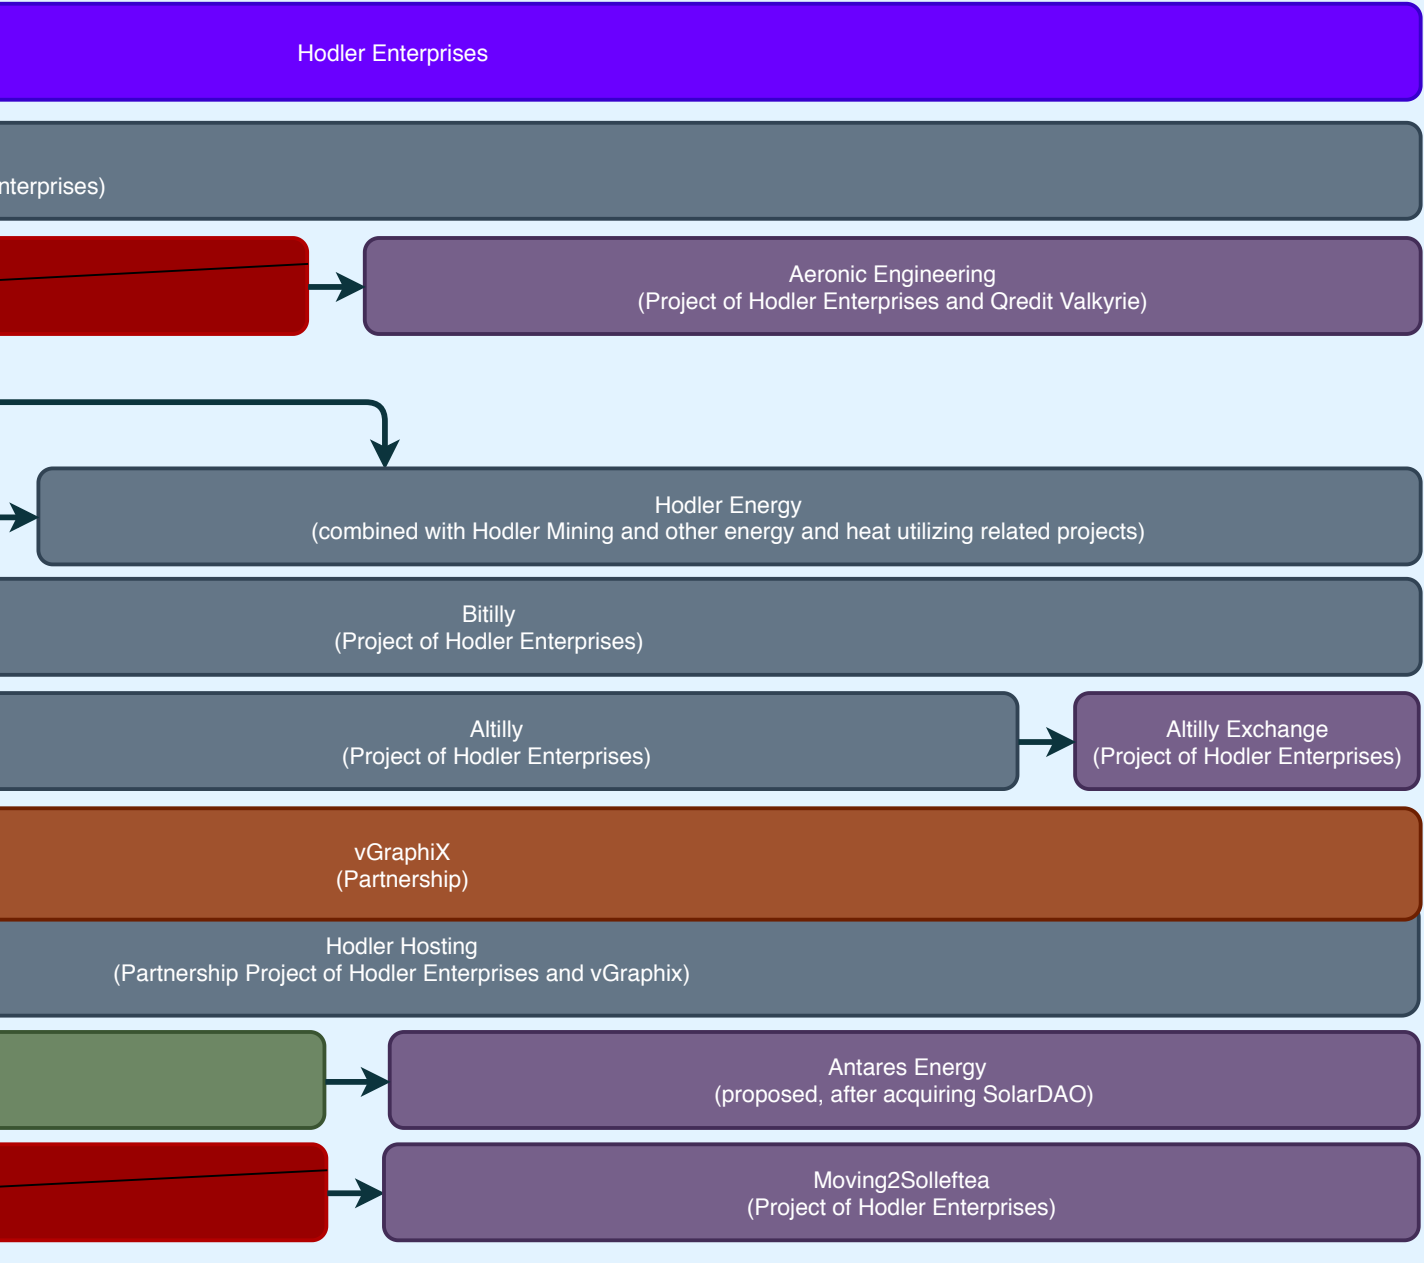 Hodler Enterprises
nterprises)
Aeronic Engineering
(Project of Hodler Enterprises and Qredit Valkyrie)
Hodler Energy
(combined with Hodler Mining and other energy and heat utilizing related projects)
Bitilly
(Project of Hodler Enterprises)
Altilly
(Project of Hodler Enterprises)
Altilly Exchange
(Project of Hodler Enterprises)
vGraphiX
(Partnership)
Hodler Hosting
(Partnership Project of Hodler Enterprises and vGraphix)
Antares Energy
(proposed, after acquiring SolarDAO)
Moving2Solleftea
(Project of Hodler Enterprises)